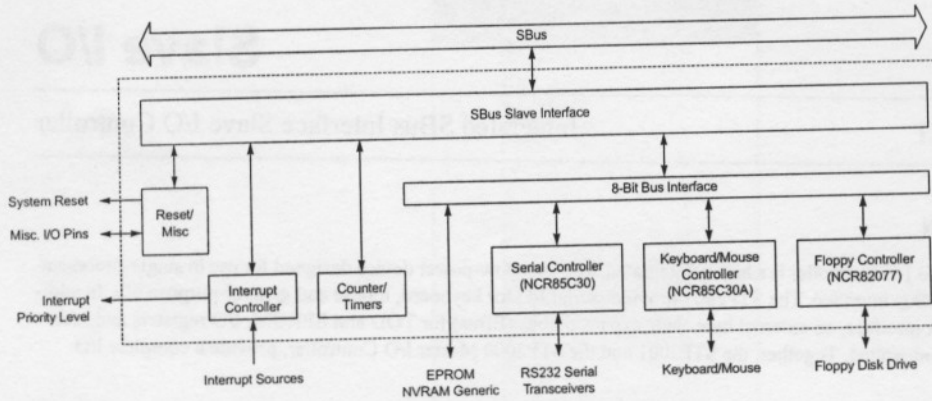 SBus
SBus Slave Interface
8-Bit Bus Interface
System Reset
Misc. I/O Pins
Reset/
Misc
Interrupt
Priority Level
Interrupt
Controller
Counter/
Timers
Serial Controller
(NCR85C30)
Keyboard/Mouse
Controller
(NCR85C30A)
Floppy Controller
(NCR82077)
Interrupt Sources
EPROM
NVRAM Generic
RS232 Serial
Transceivers
Keyboard/Mouse
Floppy Disk Drive